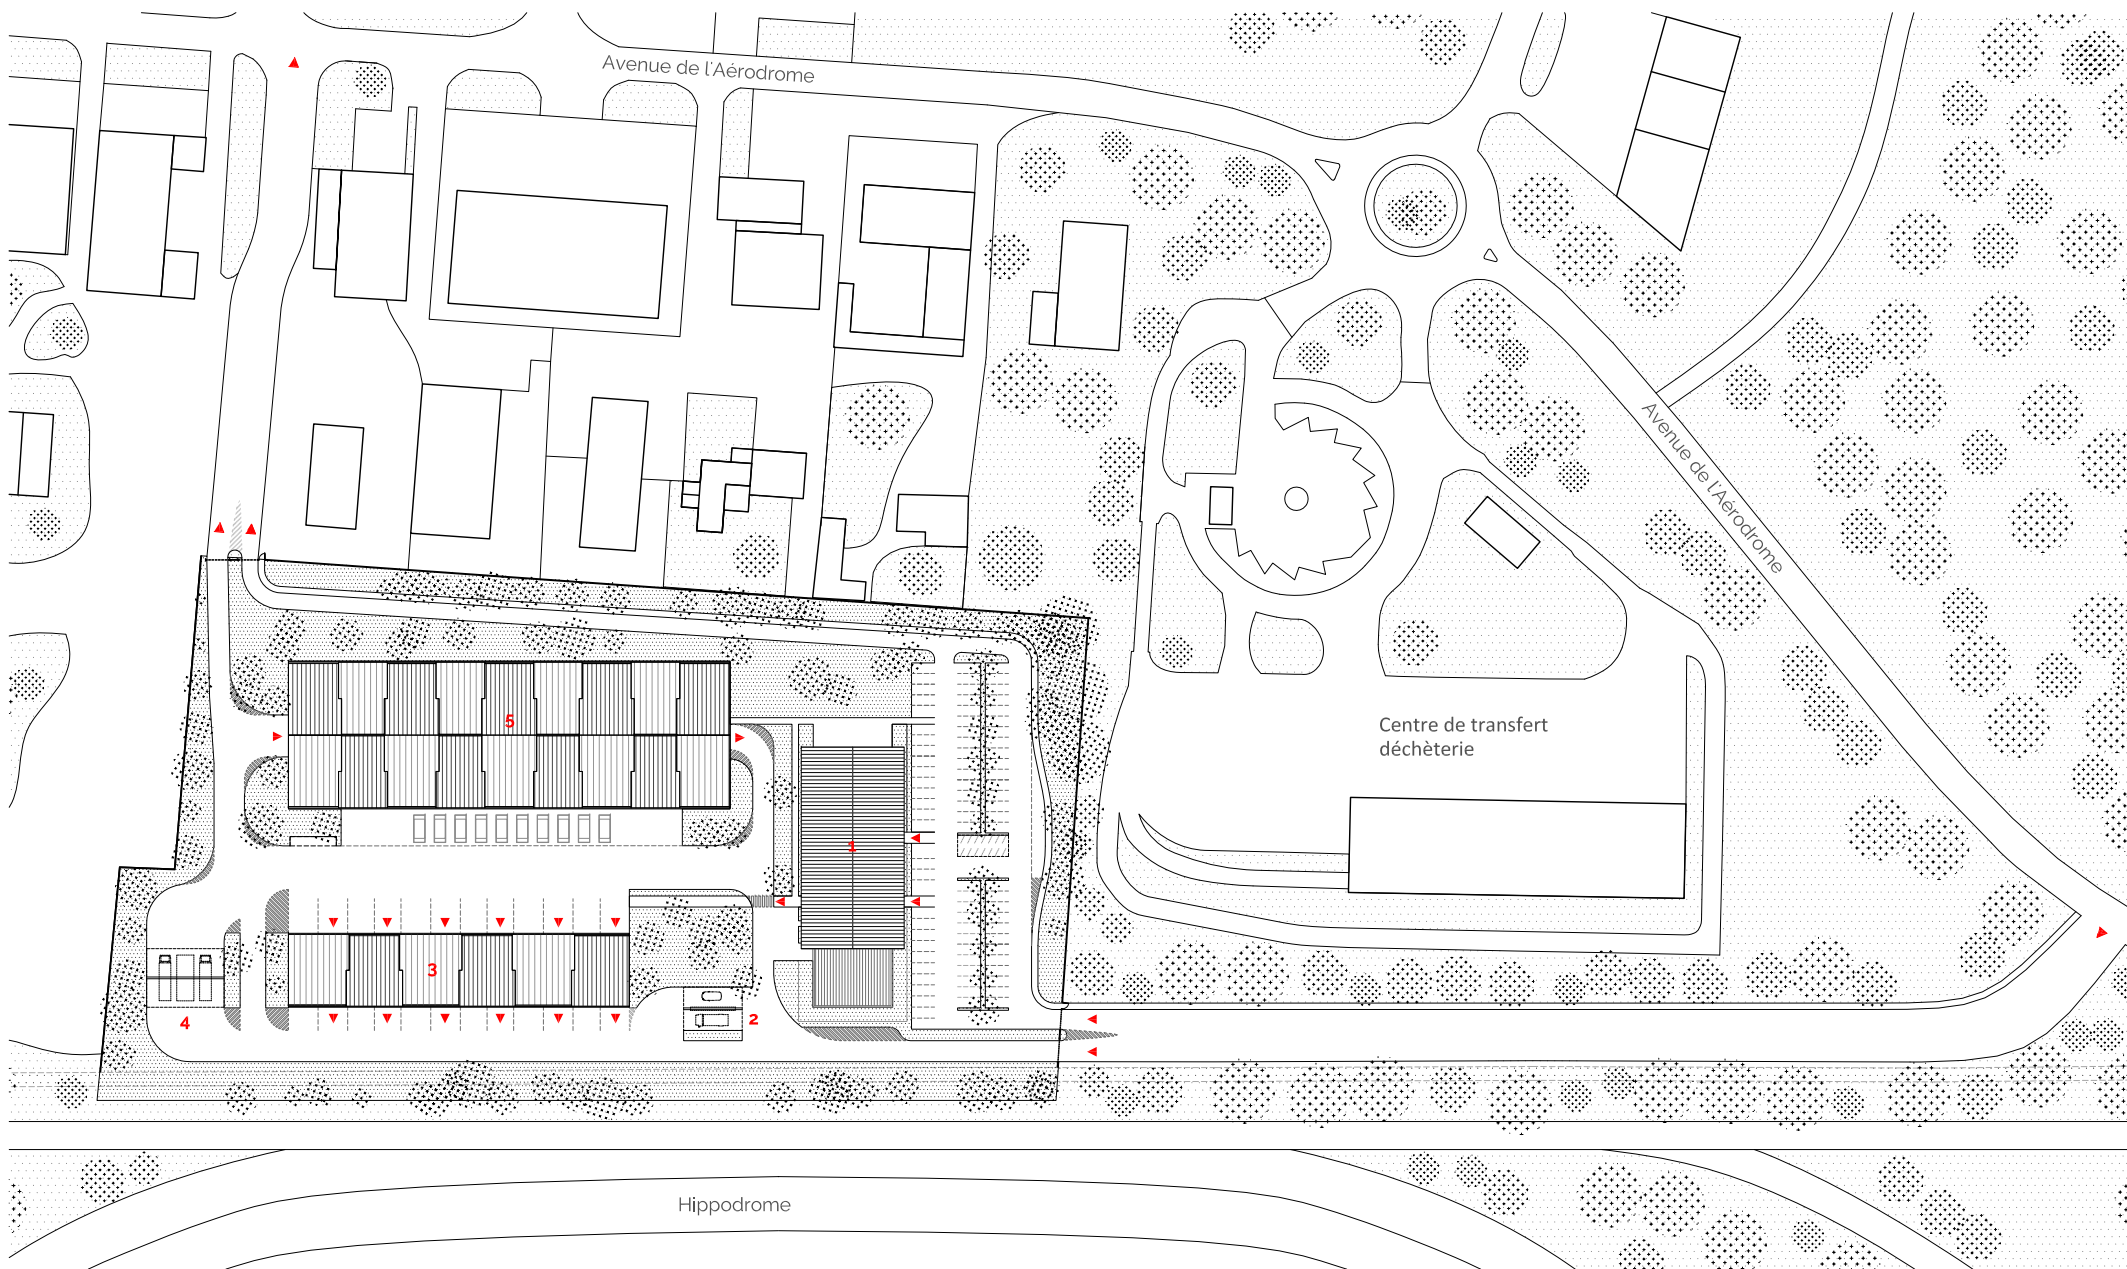 Avenue de l'Aérodrome
Avenue de l'Aérodrome
5
Centre de transfert
déchèterie
1
3
4
2
Hippodrome